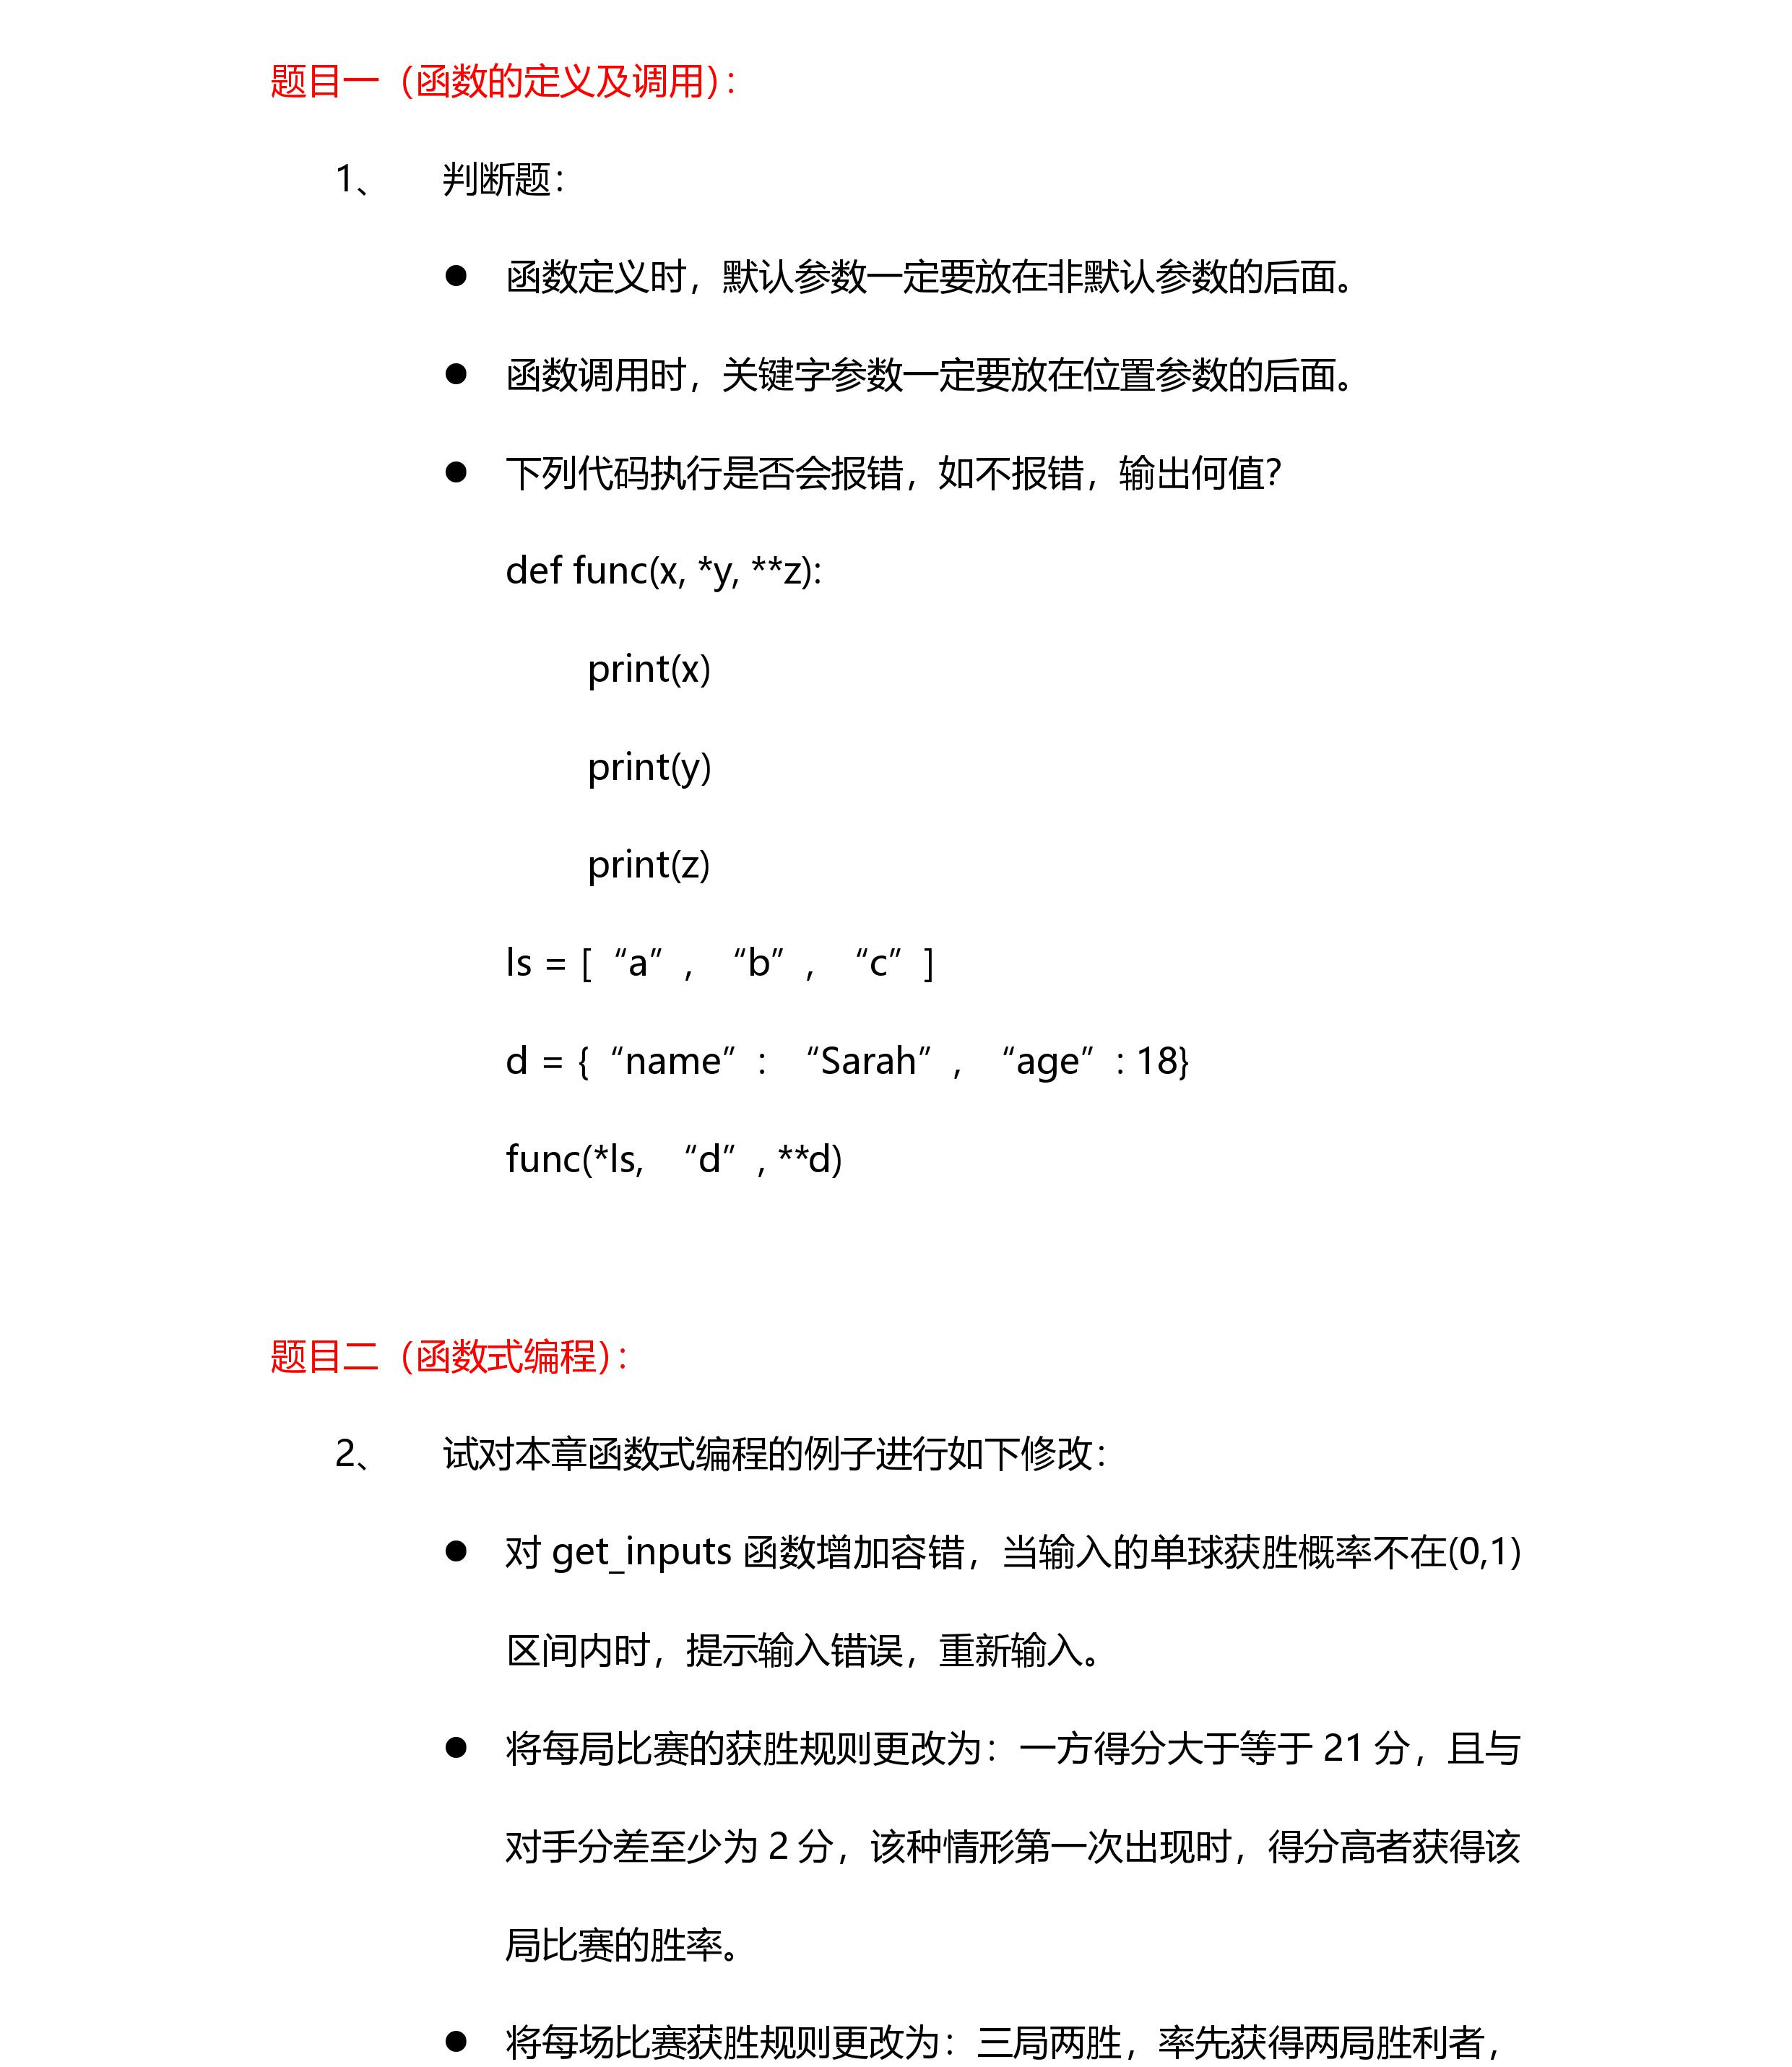 题目一（函数的定义及调用）：
1、 判断题：
● 函数定义时，默认参数一定要放在非默认参数的后面。
● 函数调用时，关键字参数一定要放在位置参数的后面。
● 下列代码执行是否会报错，如不报错，输出何值？
def func(x, *y, **z):
print(x)
print(y)
print(z)
ls = [“a”, “b”, “c”]
d = {“name”: “Sarah”, “age”: 18}
func(*ls, “d”, **d)
题目二（函数式编程）：
2、 试对本章函数式编程的例子进行如下修改：
● 对 get_inputs 函数增加容错，当输入的单球获胜概率不在(0,1)
区间内时，提示输入错误，重新输入。
● 将每局比赛的获胜规则更改为：一方得分大于等于 21 分，且与
对手分差至少为 2 分，该种情形第一次出现时，得分高者获得该
局比赛的胜率。
● 将每场比赛获胜规则更改为：三局两胜，率先获得两局胜利者，